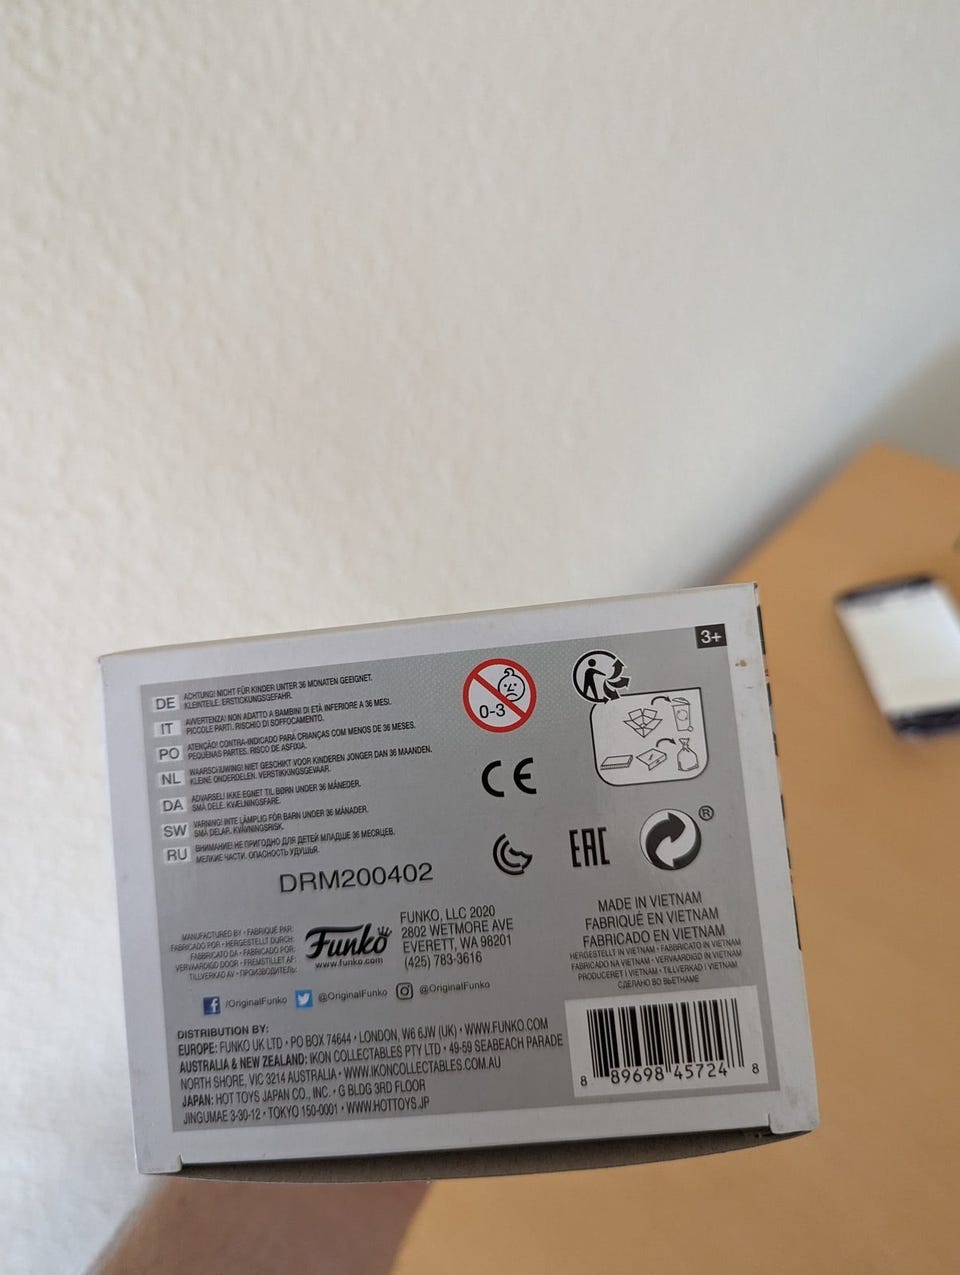 3+
DE ACHTUNG! NICHT FÜR KINDER UNTER 36 MONATEN GEEIGNET.
KLEINTEILE. ERSTICKUNGSGEFAHR.
IT AVVERTENZA! NON ADATTO A BAMBINI DI ETÀ INFERIORE A 36 MESI.
PICCOLE PARTI. RISCHIO DI SOFFOCAMENTO.
PO ATENÇÃO! CONTRA-INDICADO PARA CRIANÇAS COM MENOS DE 36 MESES.
PEQUENAS PARTES. RISCO DE ASFIXIA.
NL WAARSCHUWING! NIET GESCHIKT VOOR KINDEREN JONGER DAN 36 MAANDEN.
KLEINE ONDERDELEN. VERSTIKKINGSGEVAAR.
DA ADVARSEL! IKKE EGNET TIL BØRN UNDER 36 MÅNEDER.
SMÅ DELE. KVÆLNINGSFARE.
SW VARNING! INTE LÄMPLIG FÖR BARN UNDER 36 MÅNADER.
SMÅ DELAR. KVÄVNINGSRISK.
RU ВНИМАНИЕ! НЕ ПРИГОДНО ДЛЯ ДЕТЕЙ МЛАДШЕ 36 МЕСЯЦЕВ.
МЕЛКИЕ ЧАСТИ. ОПАСНОСТЬ УДУШЬЯ.
0-3
CE
EAC
®
DRM200402
MANUFACTURED BY • FABRIQUÉ PAR:
FABRICADO POR • HERGESTELLT DURCH:
FABBRICATO DA • FABRICADO POR:
VERVAARDIGD DOOR • FREMSTILLET AF:
TILLVERKAD AV • ПРОИЗВОДИТЕЛЬ:
Funko
www.funko.com
FUNKO, LLC 2020
2802 WETMORE AVE
EVERETT, WA 98201
(425) 783-3616
/OriginalFunko @OriginalFunko @OriginalFunko
MADE IN VIETNAM
FABRIQUÉ EN VIETNAM
FABRICADO EN VIETNAM
HERGESTELLT IN VIETNAM • FABBRICATO IN VIETNAM
FABRICADO NA VIETNAM • VERVAARDIGD IN VIETNAM
PRODUCERET I VIETNAM • TILLVERKAD I VIETNAM
СДЕЛАНО ВО ВЬЕТНАМЕ
DISTRIBUTION BY:
EUROPE: FUNKO UK LTD • PO BOX 74644 • LONDON, W6 6JW (UK) • WWW.FUNKO.COM
AUSTRALIA & NEW ZEALAND: IKON COLLECTABLES PTY LTD • 49-59 SEABEACH PARADE
NORTH SHORE, VIC 3214 AUSTRALIA • WWW.IKONCOLLECTABLES.COM.AU
JAPAN: HOT TOYS JAPAN CO., INC. • G BLDG 3RD FLOOR
JINGUMAE 3-30-12 • TOKYO 150-0001 • WWW.HOTTOYS.JP
8 89698 45724 8